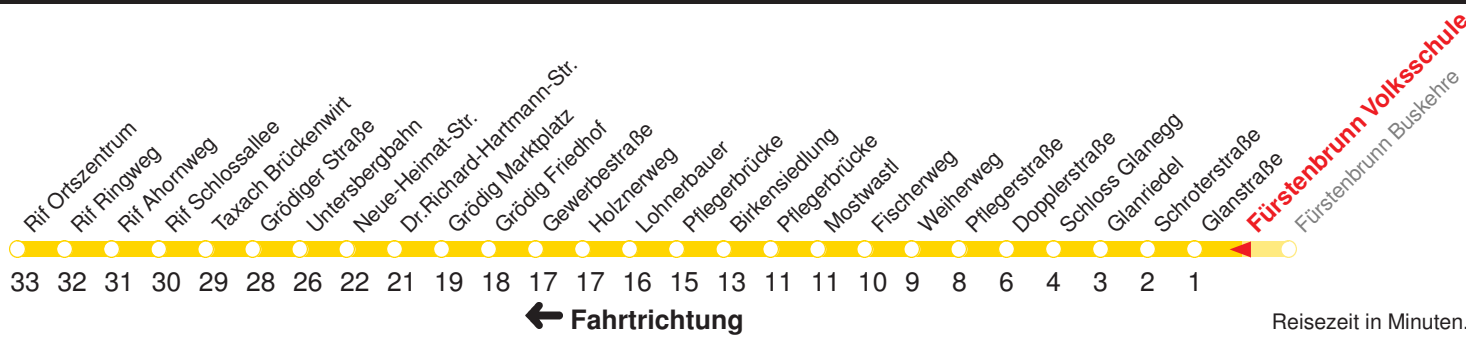 Rif Ortszentrum
Rif Ringweg
Rif Ahornweg
Rif Schlossallee
Taxach Brückenwirt
Grödiger Straße
Untersbergbahn
Neue-Heimat-Str.
Dr.Richard-Hartmann-Str.
Grödig Marktplatz
Grödig Friedhof
Gewerbestraße
Holznerweg
Lohnerbauer
Pflegerbrücke
Birkensiedlung
Pflegerbrücke
Mostwastl
Fischerweg
Weiherweg
Pflegerstraße
Dopplerstraße
Schloss Glanegg
Glanriedel
Schroterstraße
Glanstraße
Fürstenbrunn Volksschule
Fürstenbrunn Buskehre
33 32 31 30 29 28 26 22 21 19 18 17 17 16 15 13 11 11 10 9 8 6 4 3 2 1
Fahrtrichtung
Reisezeit in Minuten.